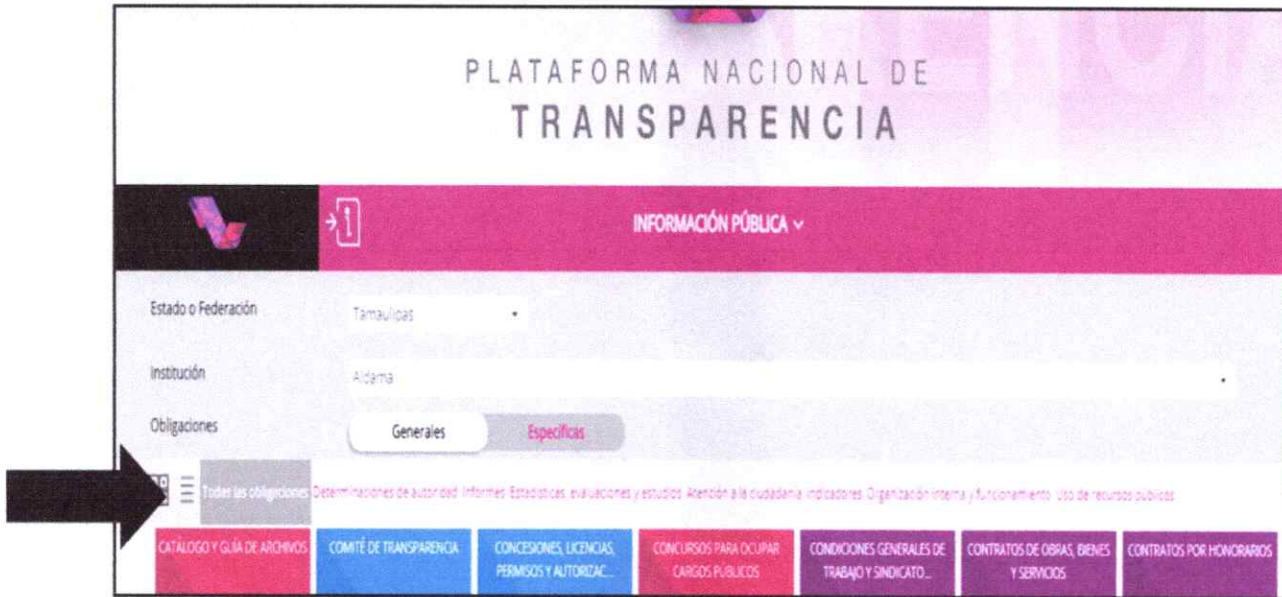 PLATAFORMA NACIONAL DE
TRANSPARENCIA
INFORMACIÓN PÚBLICA
Estado o Federación
Tamaulipas
Institución
Aldama
Obligaciones
Generales
Específicas
Todas las obligaciones Determinaciones de autoridad Informes Estadísticas, evaluaciones y estudios Atención a la ciudadanía Indicadores Organización interna y funcionamiento Uso de recursos públicos
CATÁLOGO Y GUÍA DE ARCHIVOS
COMITÉ DE TRANSPARENCIA
CONCESIONES, LICENCIAS,
PERMISOS Y AUTORIZAC...
CONCURSOS PARA OCUPAR
CARGOS PÚBLICOS
CONDICIONES GENERALES DE
TRABAJO Y SINDICATO...
CONTRATOS DE OBRAS, BIENES
Y SERVICIOS
CONTRATOS POR HONORARIOS